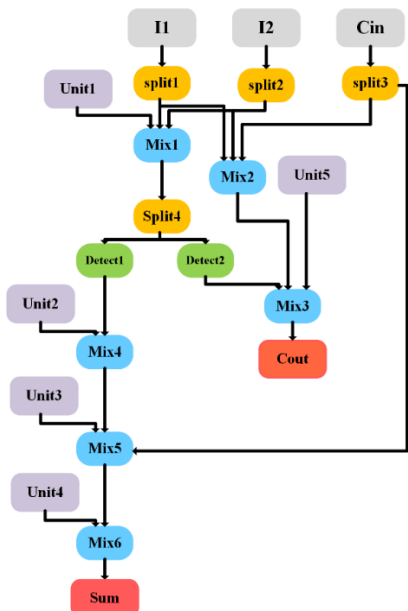 I1 I2 Cin
Unit1 split1 split2 split3
Mix1
Mix2 Unit5
Split4
Detect1 Detect2
Unit2 Mix3
Mix4 Cout
Unit3
Mix5
Unit4
Mix6
Sum